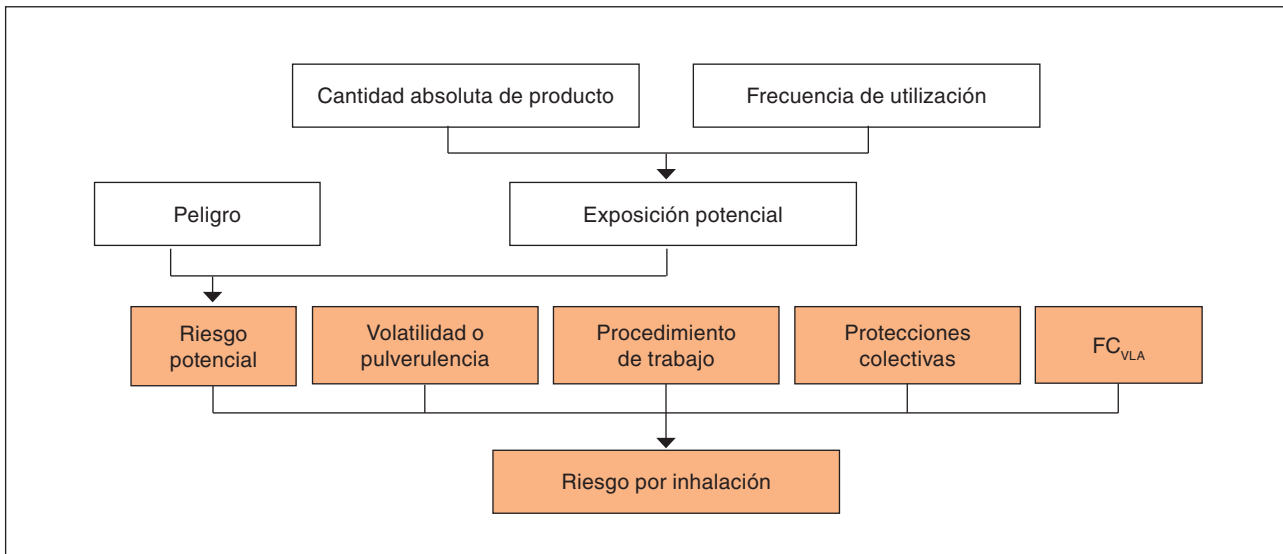 Cantidad absoluta de producto
Frecuencia de utilización
Peligro
Exposición potencial
Riesgo
potencial
Volatilidad o
pulverulencia
Procedimiento
de trabajo
Protecciones
colectivas
FC_VLA
Riesgo por inhalación